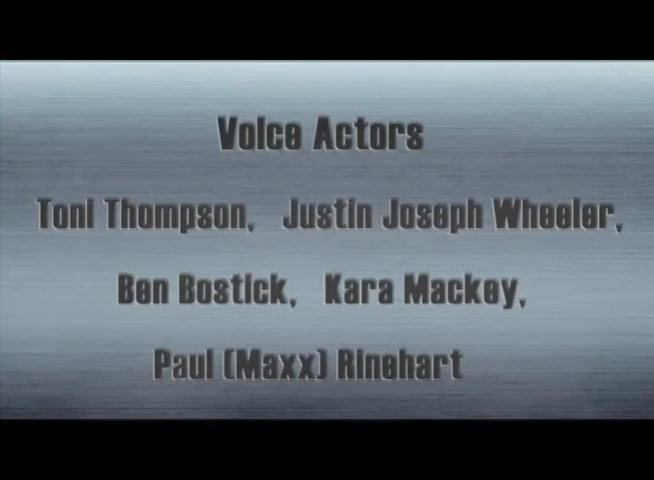 Voice Actors
Toni Thompson, Justin Joseph Wheeler,
Ben Bostick, Kara Mackey,
Paul (Maxx) Rinehart